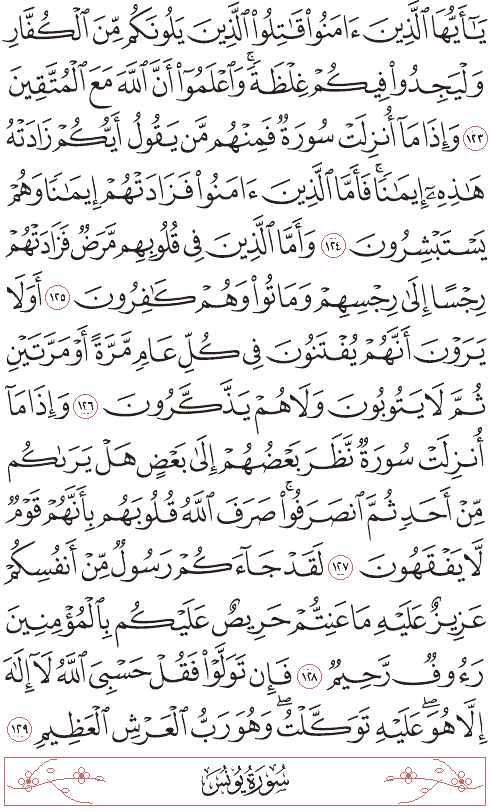 يَـٰٓأَيُّهَا ٱلَّذِينَ ءَامَنُوا۟ قَـٰتِلُوا۟ ٱلَّذِينَ يَلُونَكُم مِّنَ ٱلْكُفَّارِ
وَلْيَجِدُوا۟ فِيكُمْ غِلْظَةً ۚ وَٱعْلَمُوٓا۟ أَنَّ ٱللَّهَ مَعَ ٱلْمُتَّقِينَ
١٢٣ وَإِذَا مَآ أُنزِلَتْ سُورَةٌ فَمِنْهُم مَّن يَقُولُ أَيُّكُمْ زَادَتْهُ
هَـٰذِهِۦٓ إِيمَـٰنًا ۚ فَأَمَّا ٱلَّذِينَ ءَامَنُوا۟ فَزَادَتْهُمْ إِيمَـٰنًا وَهُمْ
يَسْتَبْشِرُونَ ١٢٤ وَأَمَّا ٱلَّذِينَ فِى قُلُوبِهِم مَّرَضٌ فَزَادَتْهُمْ
رِجْسًا إِلَىٰ رِجْسِهِمْ وَمَاتُوا۟ وَهُمْ كَـٰفِرُونَ ١٢٥ أَوَلَا
يَرَوْنَ أَنَّهُمْ يُفْتَنُونَ فِى كُلِّ عَامٍ مَّرَّةً أَوْ مَرَّتَيْنِ
ثُمَّ لَا يَتُوبُونَ وَلَا هُمْ يَذَّكَّرُونَ ١٢٦ وَإِذَا مَآ
أُنزِلَتْ سُورَةٌ نَّظَرَ بَعْضُهُمْ إِلَىٰ بَعْضٍ هَلْ يَرَىٰكُم
مِّنْ أَحَدٍ ثُمَّ ٱنصَرَفُوا۟ ۚ صَرَفَ ٱللَّهُ قُلُوبَهُم بِأَنَّهُمْ قَوْمٌ
لَّا يَفْقَهُونَ ١٢٧ لَقَدْ جَآءَكُمْ رَسُولٌ مِّنْ أَنفُسِكُمْ
عَزِيزٌ عَلَيْهِ مَا عَنِتُّمْ حَرِيصٌ عَلَيْكُم بِٱلْمُؤْمِنِينَ
رَءُوفٌ رَّحِيمٌ ١٢٨ فَإِن تَوَلَّوْا۟ فَقُلْ حَسْبِىَ ٱللَّهُ لَآ إِلَـٰهَ
إِلَّا هُوَ ۖ عَلَيْهِ تَوَكَّلْتُ ۖ وَهُوَ رَبُّ ٱلْعَرْشِ ٱلْعَظِيمِ ١٢٩
سُورَةُ يُونُسَ